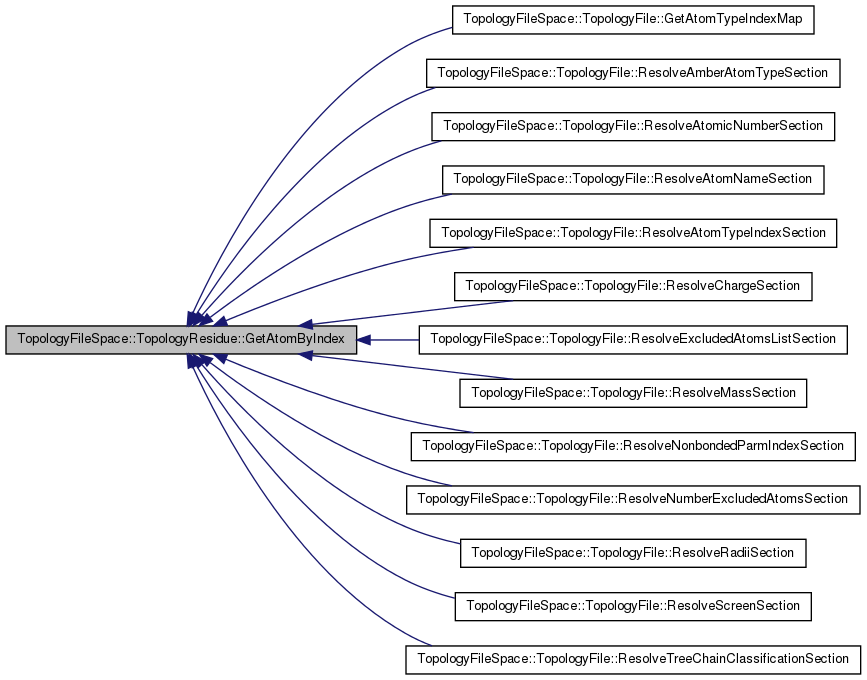 TopologyFileSpace::TopologyFile::GetAtomTypeIndexMap
TopologyFileSpace::TopologyFile::ResolveAmberAtomTypeSection
TopologyFileSpace::TopologyFile::ResolveAtomicNumberSection
TopologyFileSpace::TopologyFile::ResolveAtomNameSection
TopologyFileSpace::TopologyFile::ResolveAtomTypeIndexSection
TopologyFileSpace::TopologyFile::ResolveChargeSection
TopologyFileSpace::TopologyResidue::GetAtomByIndex
TopologyFileSpace::TopologyFile::ResolveExcludedAtomsListSection
TopologyFileSpace::TopologyFile::ResolveMassSection
TopologyFileSpace::TopologyFile::ResolveNonbondedParmIndexSection
TopologyFileSpace::TopologyFile::ResolveNumberExcludedAtomsSection
TopologyFileSpace::TopologyFile::ResolveRadiiSection
TopologyFileSpace::TopologyFile::ResolveScreenSection
TopologyFileSpace::TopologyFile::ResolveTreeChainClassificationSection